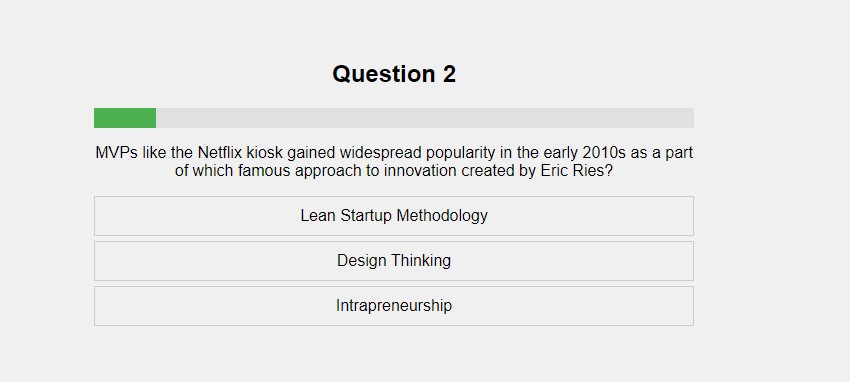 Question 2
MVPs like the Netflix kiosk gained widespread popularity in the early 2010s as a part
of which famous approach to innovation created by Eric Ries?
Lean Startup Methodology
Design Thinking
Intrapreneurship